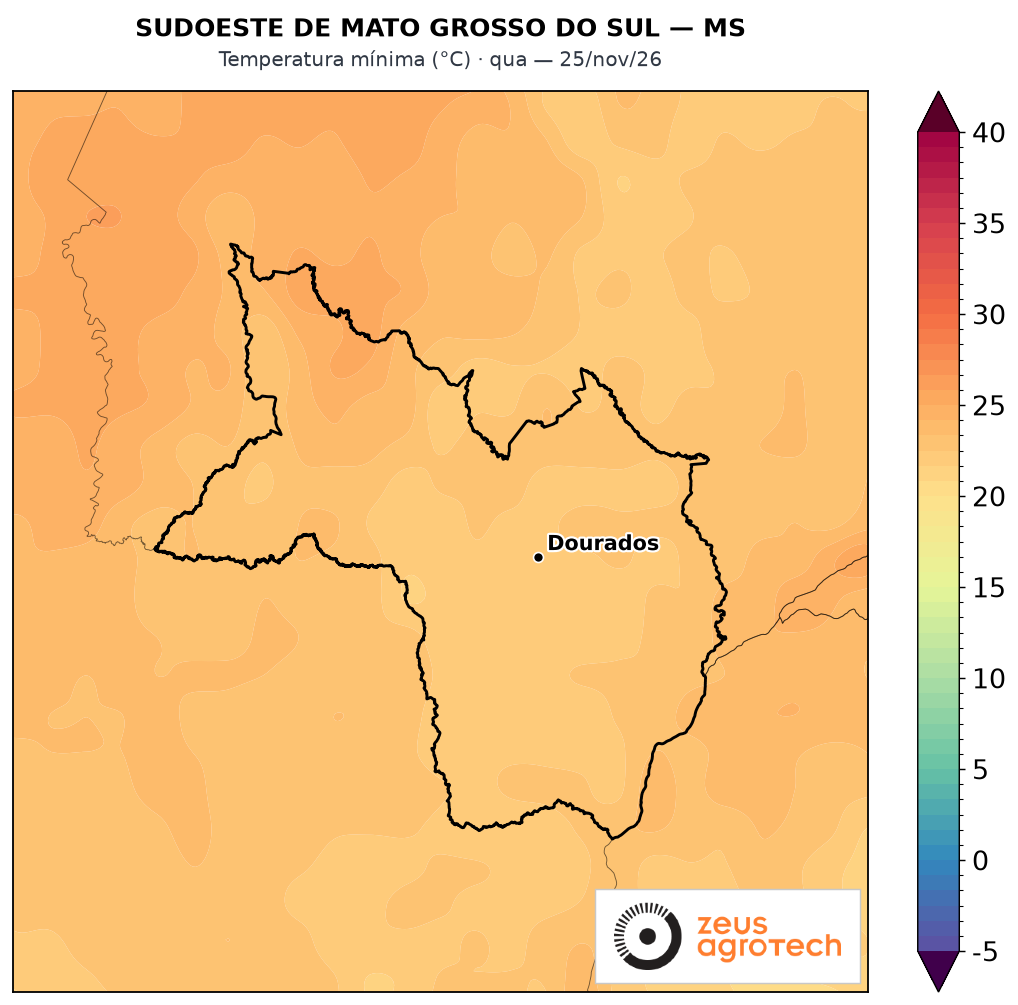 SUDOESTE DE MATO GROSSO DO SUL — MS
Temperatura mínima (°C) · qua — 25/nov/26
40
35
30
25
20
15
10
5
0
-5
Dourados
zeus
agrotech